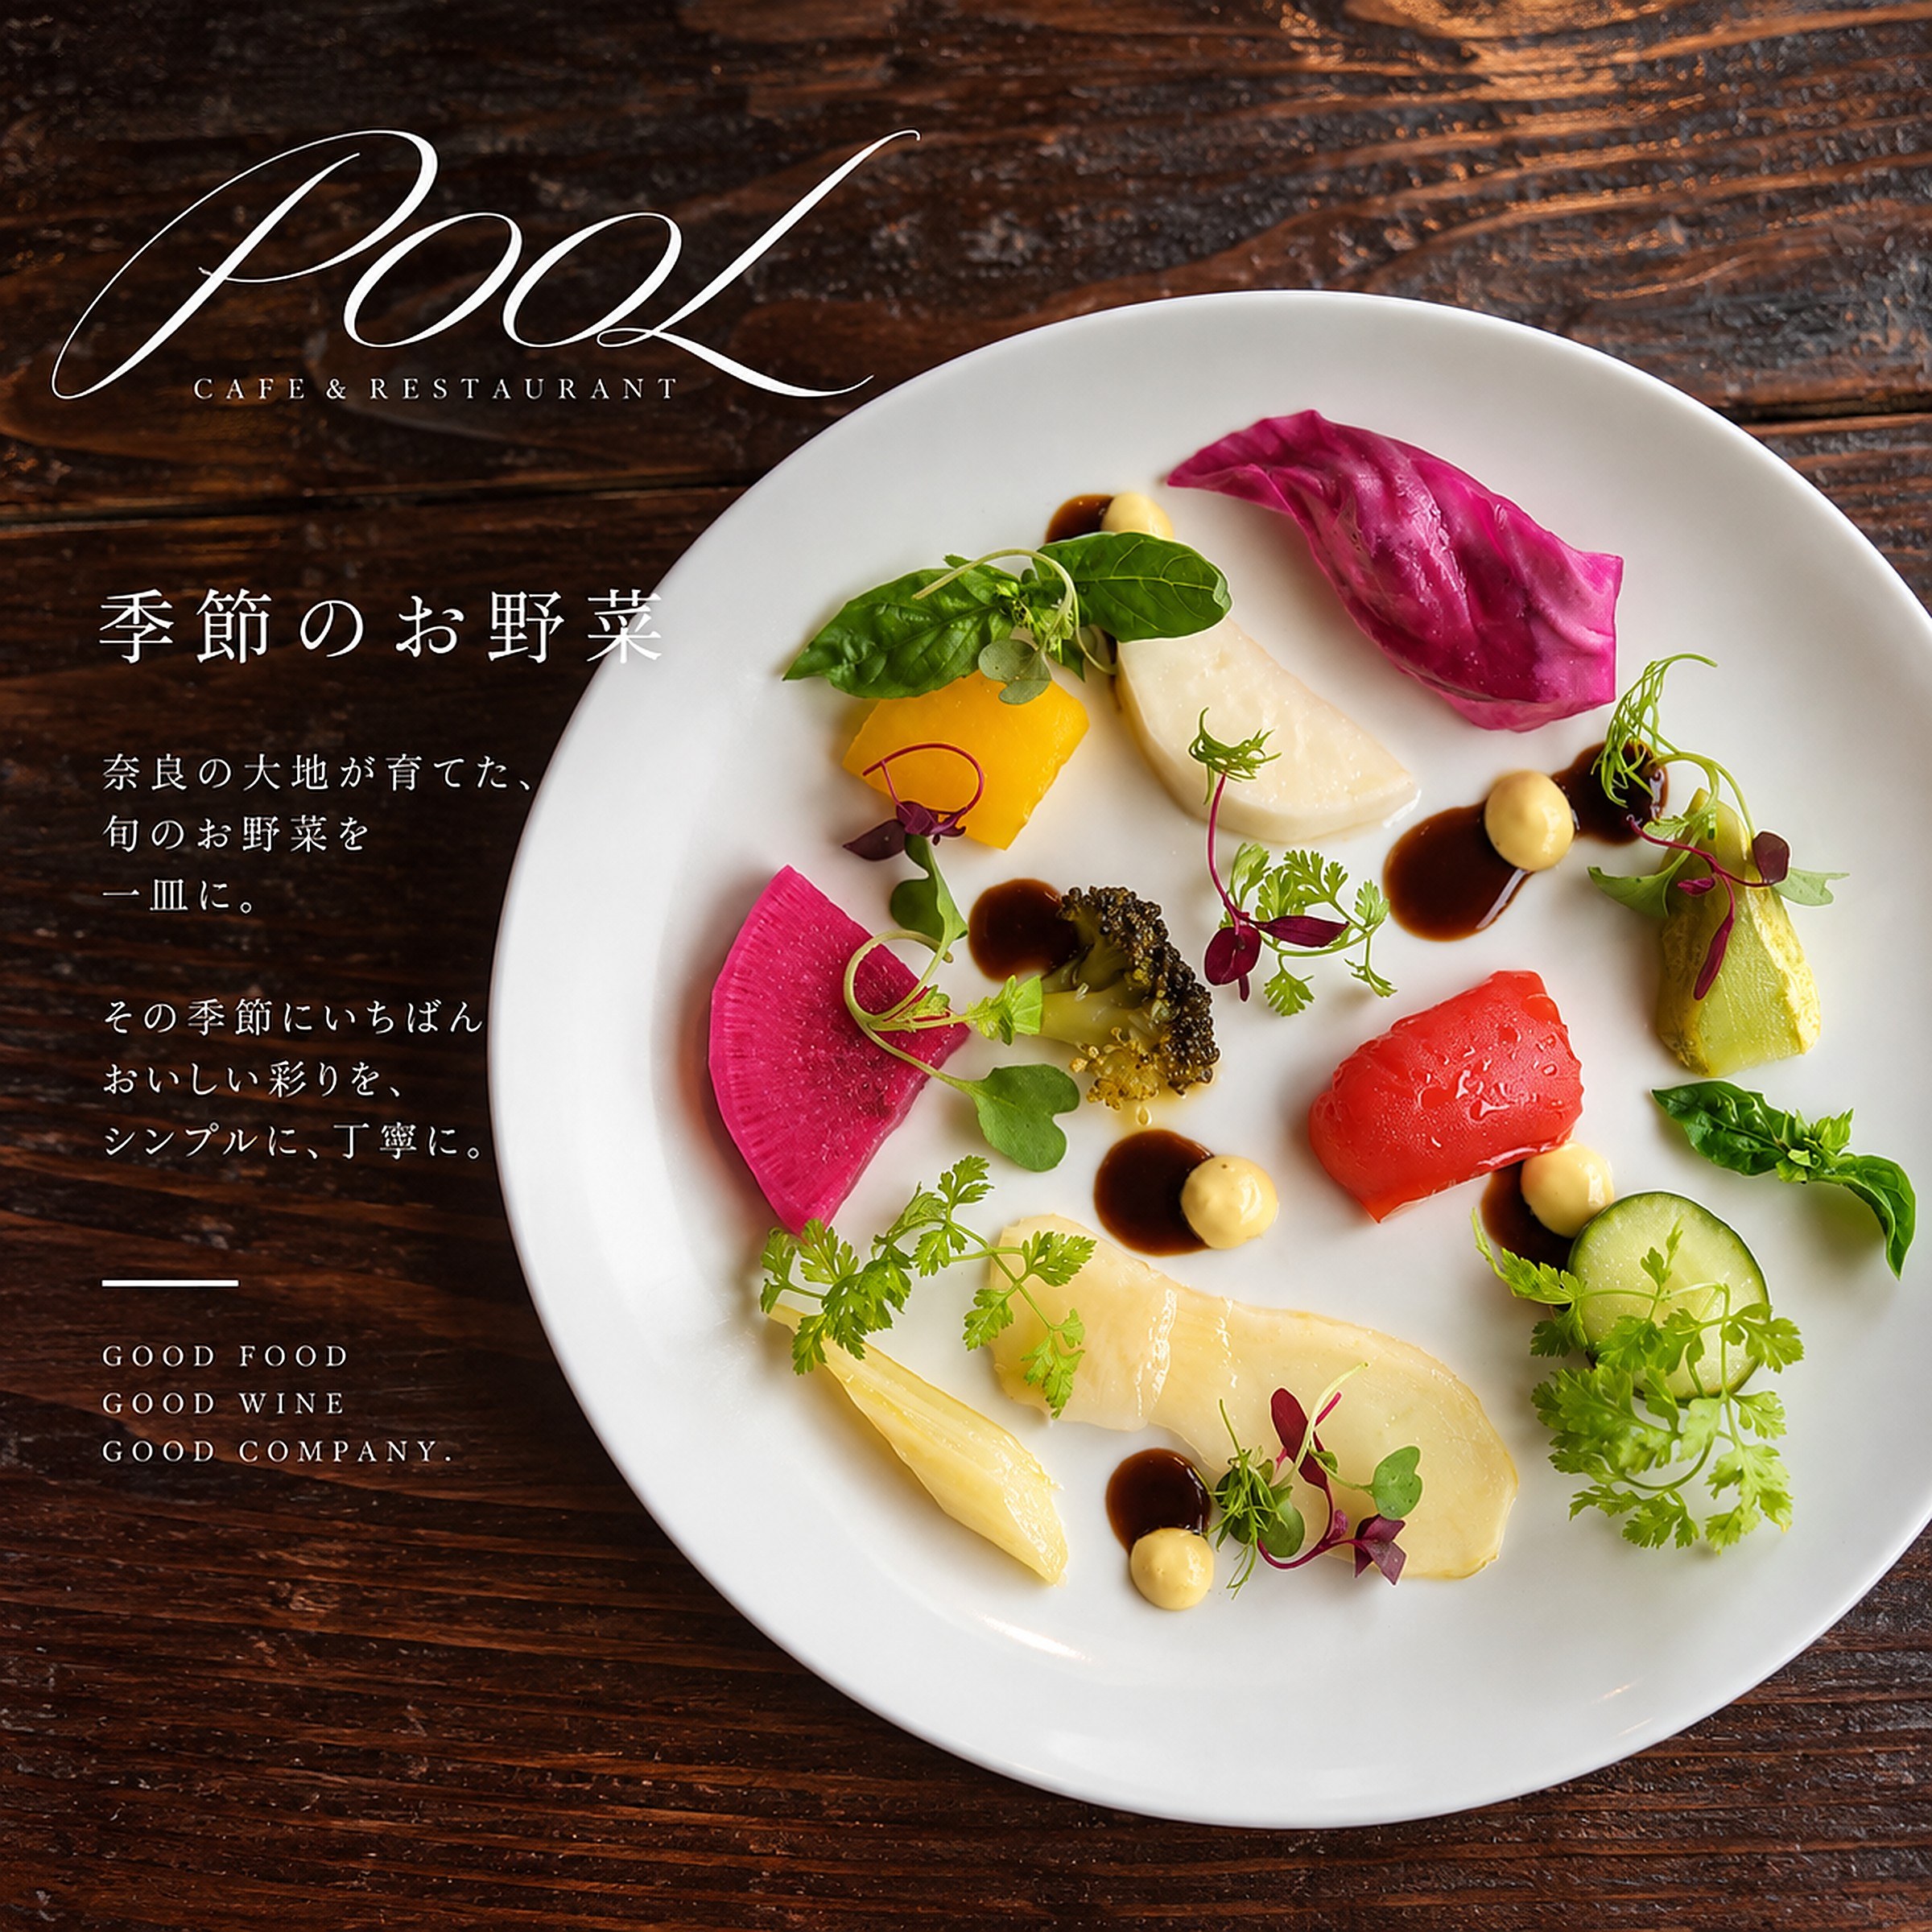 POOL
CAFE & RESTAURANT
季節のお野菜
奈良の大地が育てた、
旬のお野菜を
一皿に。
その季節にいちばん
おいしい彩りを、
シンプルに、丁寧に。
GOOD FOOD
GOOD WINE
GOOD COMPANY.